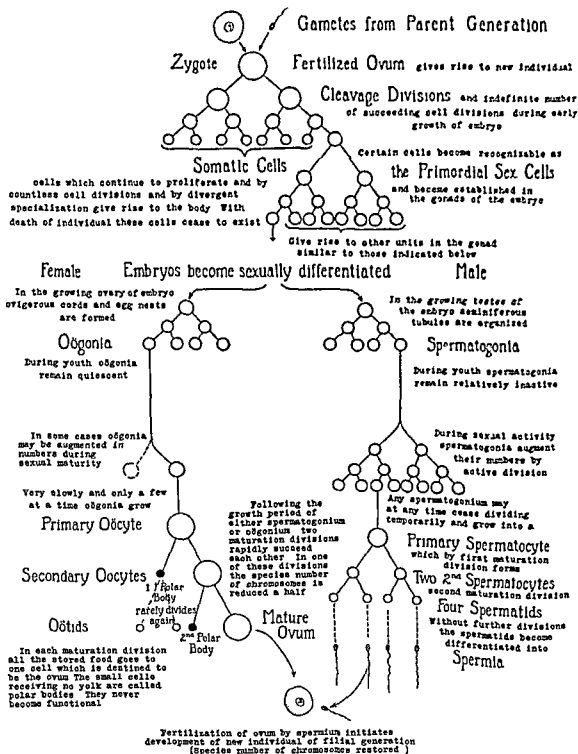 Gametes from Parent Generation
Zygote
Fertilized Ovum gives rise to new individual
Cleavage Divisions and indefinite number
of succeeding cell divisions during early
growth of embryo
Somatic Cells
cells which continue to proliferate and by
countless cell divisions and by divergent
specialization give rise to the body With
death of individual these cells cease to exist
Certain cells become recognizable as
the Primordial Sex Cells
and become established in
the gonads of the embryo
Give rise to other units in the gonad
similar to those indicated below
Female
Embryos become sexually differentiated
Male
In the growing ovary of embryo
ovigerous cords and egg nests
are formed
In the growing testes of
the embryo seminiferous
tubules are organized
Oögonia
Spermatogonia
During youth oögonia
remain quiescent
During youth spermatogonia
remain relatively inactive
In some cases oögonia
may be augmented in
numbers during
sexual maturity
During sexual activity
spermatogonia augment
their numbers by
active division
Very slowly and only a few
at a time oögonia grow
Primary Oöcyte
Following the
growth period of
either spermatogonium
or oögonium two
maturation divisions
rapidly succeed
each other In one
of these divisions
the species number
of chromosomes is
reduced a half
Any spermatogonium may
at any time cease dividing
temporarily and grow into a
Primary Spermatocyte
which by first maturation
division forms
Secondary Oocytes
1st Polar
Body
rarely divides
again
Two 2nd Spermatocytes
second maturation division
Four Spermatids
Without further divisions
the spermatids become
differentiated into
Spermia
Oötids
2nd Polar
Body
Mature
Ovum
In each maturation division
all the stored food goes to
one cell which is destined to
be the ovum The small cells
receiving no yolk are called
polar bodies They never
become functional
Fertilization of ovum by spermium initiates
development of new individual of filial generation
[Species number of chromosomes restored ]